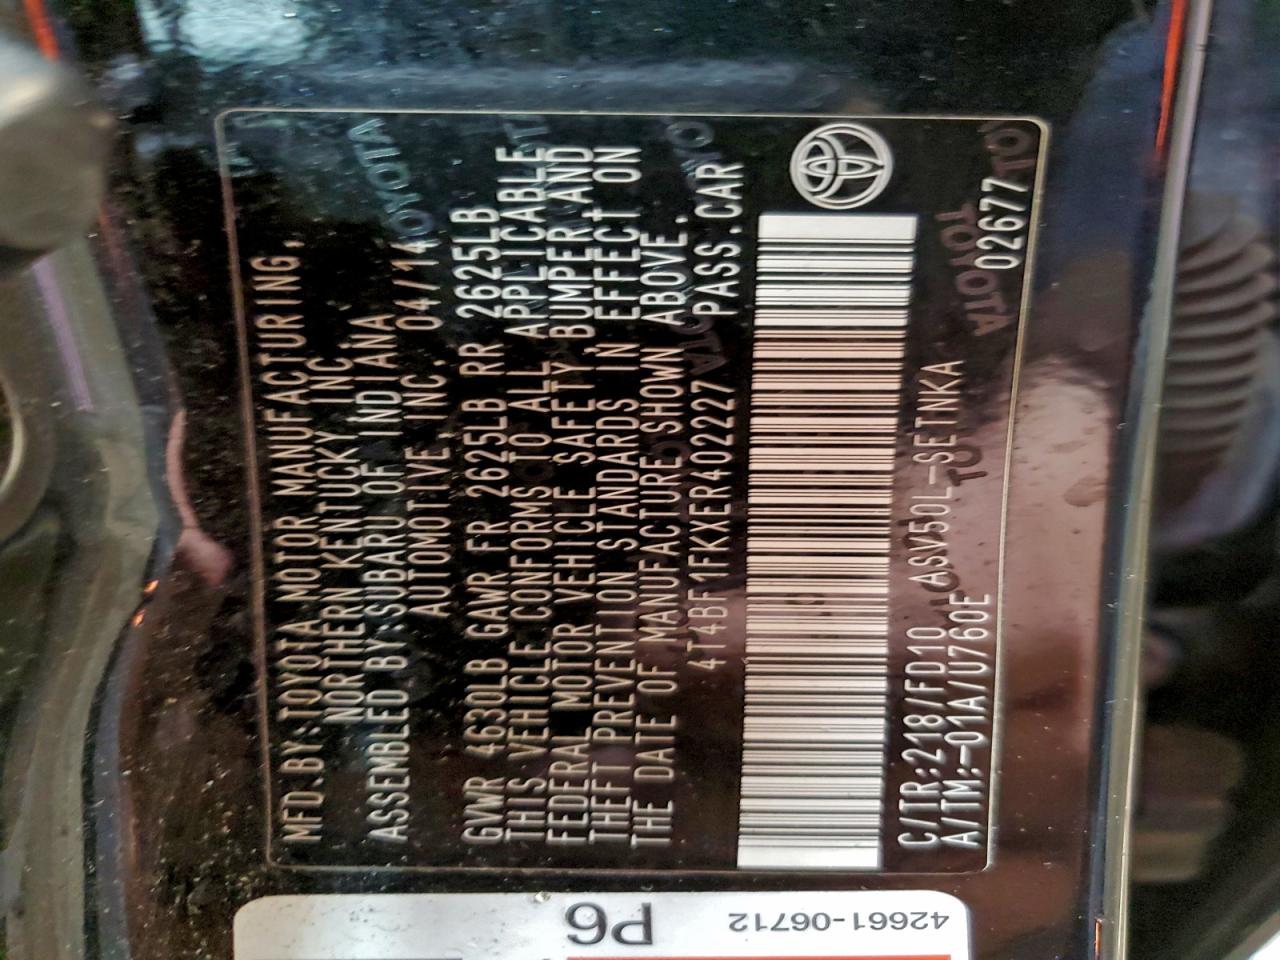 MFD.BY:TOYOTA MOTOR MANUFACTURING,
NORTHERN KENTUCKY INC.
ASSEMBLED BY:SUBARU OF INDIANA
AUTOMOTIVE,INC. 04/14
GVWR 4630LB GAWR FR 2625LB RR 2625LB
THIS VEHICLE CONFORMS TO ALL APPLICABLE
FEDERAL MOTOR VEHICLE SAFETY BUMPER,AND
THEFT PREVENTION STANDARDS IN EFFECT ON
THE DATE OF MANUFACTURE SHOWN ABOVE.
4T4BF1FKXER402227 PASS.CAR
C/TR:218/FD10 ASV50L-SETNKA
A/TM:-01A/U760E 02677
TOYOTA
TOYOTA
P6
42661-06712